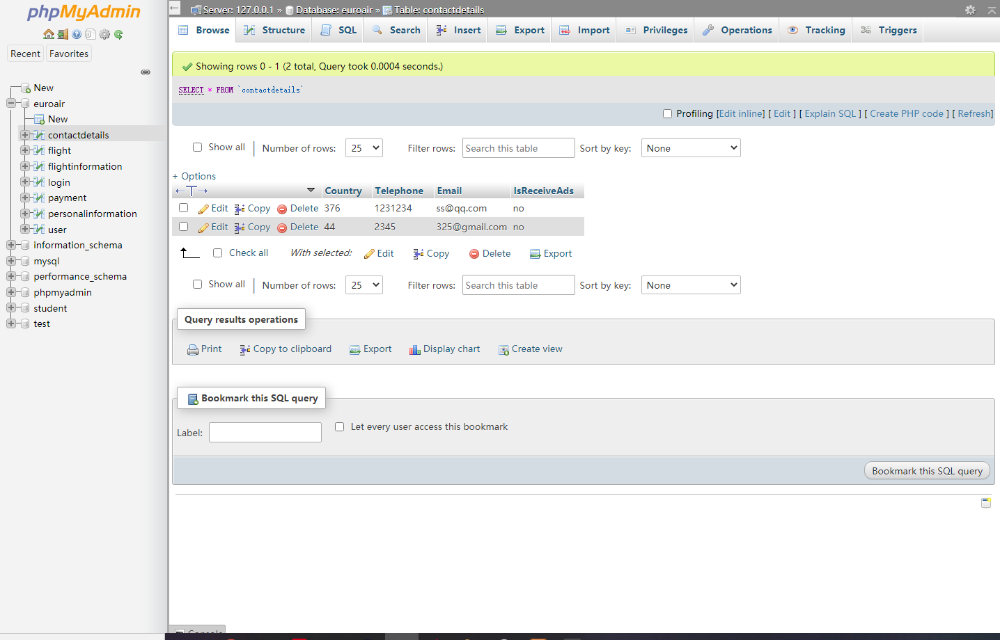 phpMyAdmin
Recent Favorites
New
euroair
New
contactdetails
flight
flightinformation
login
payment
personalinformation
user
information_schema
mysql
performance_schema
phpmyadmin
student
test
Server: 127.0.0.1 » Database: euroair » Table: contactdetails
Browse Structure SQL Search Insert Export Import Privileges Operations Tracking Triggers
Showing rows 0 - 1 (2 total, Query took 0.0004 seconds.)
SELECT * FROM `contactdetails`
Profiling [Edit inline] [ Edit ] [ Explain SQL ] [ Create PHP code ] [ Refresh]
Show all Number of rows: 25 Filter rows: Search this table Sort by key: None
+ Options
←T→ Country Telephone Email IsReceiveAds
Edit Copy Delete 376 1231234 ss@qq.com no
Edit Copy Delete 44 2345 325@gmail.com no
Check all With selected: Edit Copy Delete Export
Show all Number of rows: 25 Filter rows: Search this table Sort by key: None
Query results operations
Print Copy to clipboard Export Display chart Create view
Bookmark this SQL query
Label: Let every user access this bookmark
Bookmark this SQL query
Console